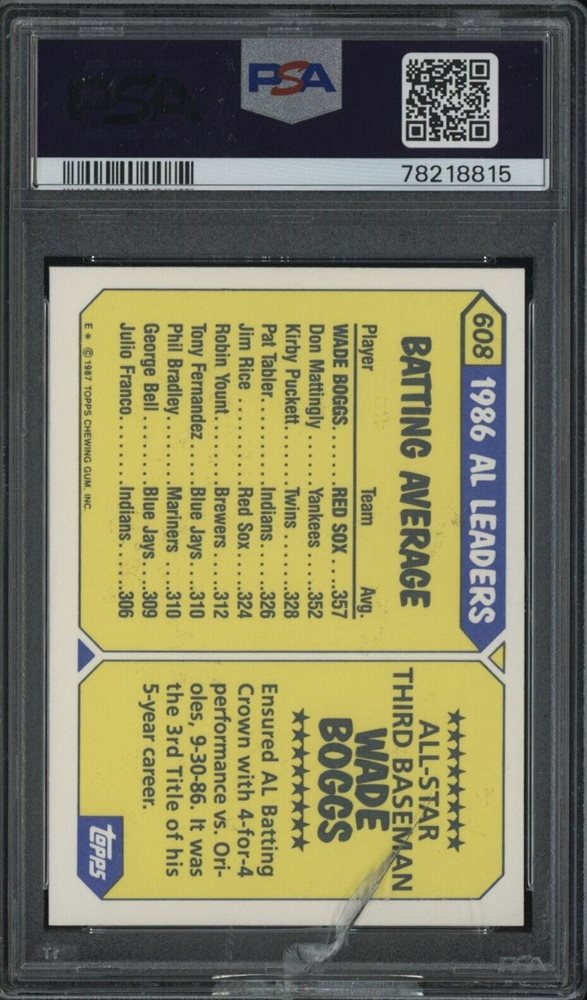 PSA
PSA
78218815
608 1986 AL LEADERS
BATTING AVERAGE
Player Team Avg.
WADE BOGGS...... RED SOX ...357
Don Mattingly...... Yankees ...352
Kirby Puckett...... Twins ......328
Pat Tabler......... Indians.....326
Jim Rice .......... Red Sox ...324
Robin Yount....... Brewers ...312
Tony Fernandez... Blue Jays ..310
Phil Bradley....... Mariners ..310
George Bell....... Blue Jays...309
Julio Franco....... Indians....306
E* © 1987 TOPPS CHEWING GUM, INC.
★★★★★★★★
ALL-STAR
THIRD BASEMAN
WADE
BOGGS
★★★★★★★★
Ensured AL Batting
Crown with 4-for-4
performance vs. Ori-
oles, 9-30-86. It was
the 3rd Title of his
5-year career.
topps
PSA